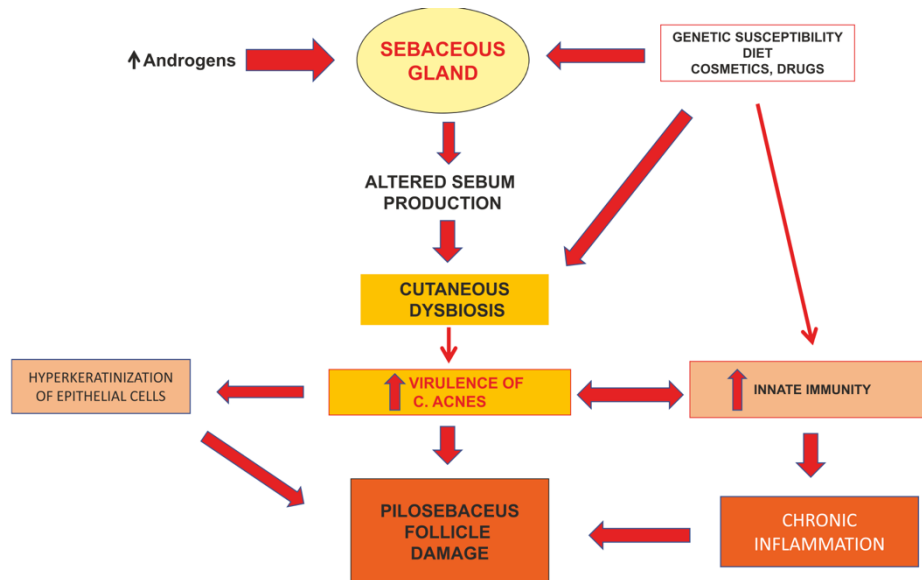 Androgens
SEBACEOUS
GLAND
GENETIC SUSCEPTIBILITY
DIET
COSMETICS, DRUGS
ALTERED SEBUM
PRODUCTION
CUTANEOUS
DYSBIOSIS
HYPERKERATINIZATION
OF EPITHELIAL CELLS
VIRULENCE OF
C. ACNES
INNATE IMMUNITY
PILOSEBACEUS
FOLLICLE
DAMAGE
CHRONIC
INFLAMMATION